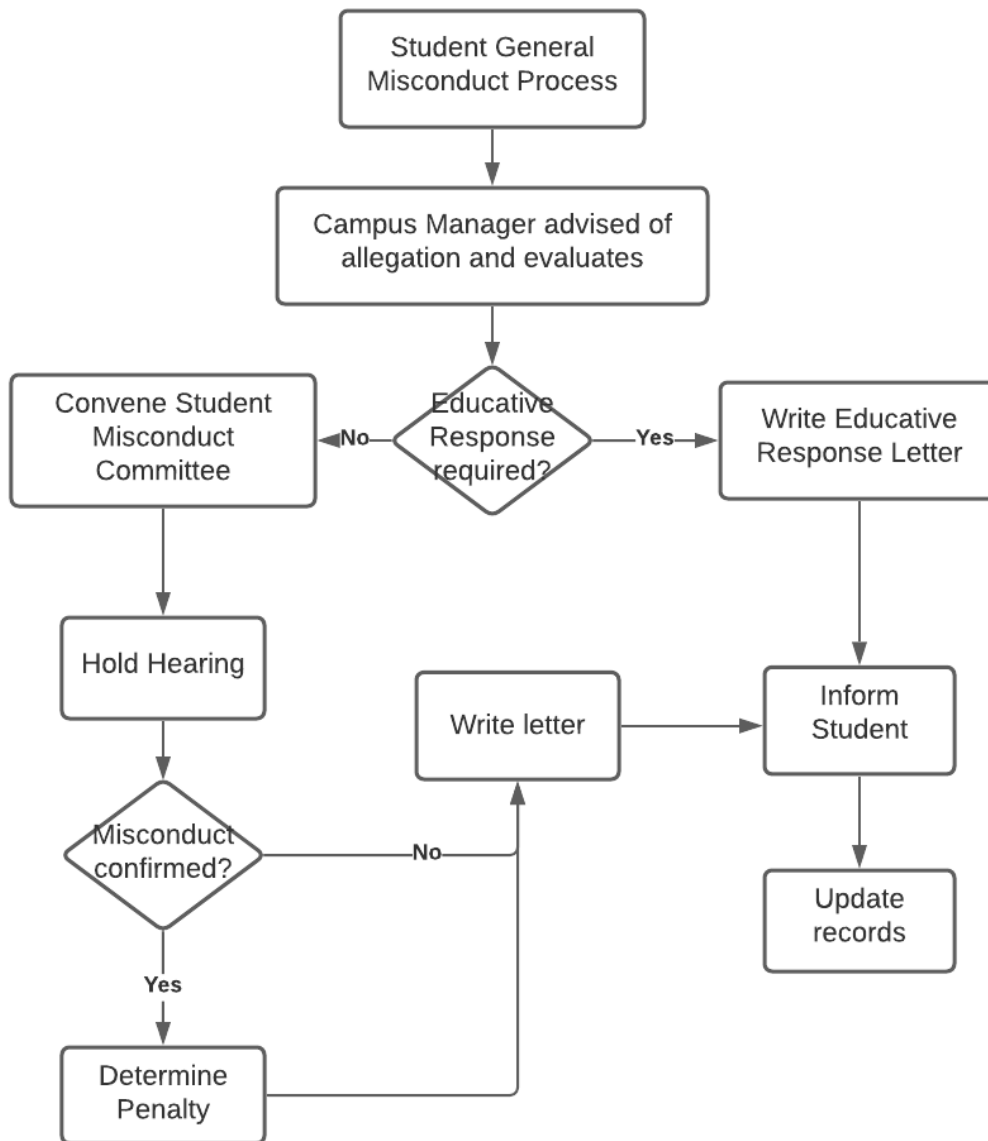 Student General
Misconduct Process
Campus Manager advised of
allegation and evaluates
Educative
Response
required?
No
Yes
Convene Student
Misconduct
Committee
Write Educative
Response Letter
Hold Hearing
Write letter
Inform
Student
Misconduct
confirmed?
No
Yes
Update
records
Determine
Penalty